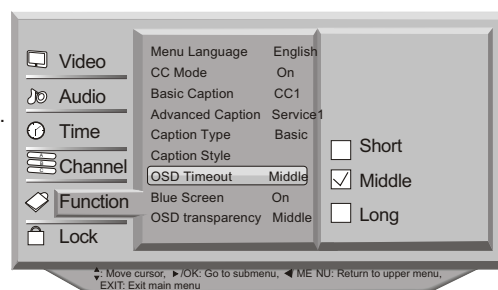 .
Video
Audio
Time
Channel
Function
Lock
Menu Language English
CC Mode On
Basic Caption CC1
Advanced Caption Service1
Caption Type Basic
Caption Style
OSD Timeout Middle
Blue Screen On
OSD transparency Middle
Short
Middle
Long
: Move cursor, ▶/OK: Go to submenu, ◀ ME NU: Return to upper menu,
EXIT: Exit main menu